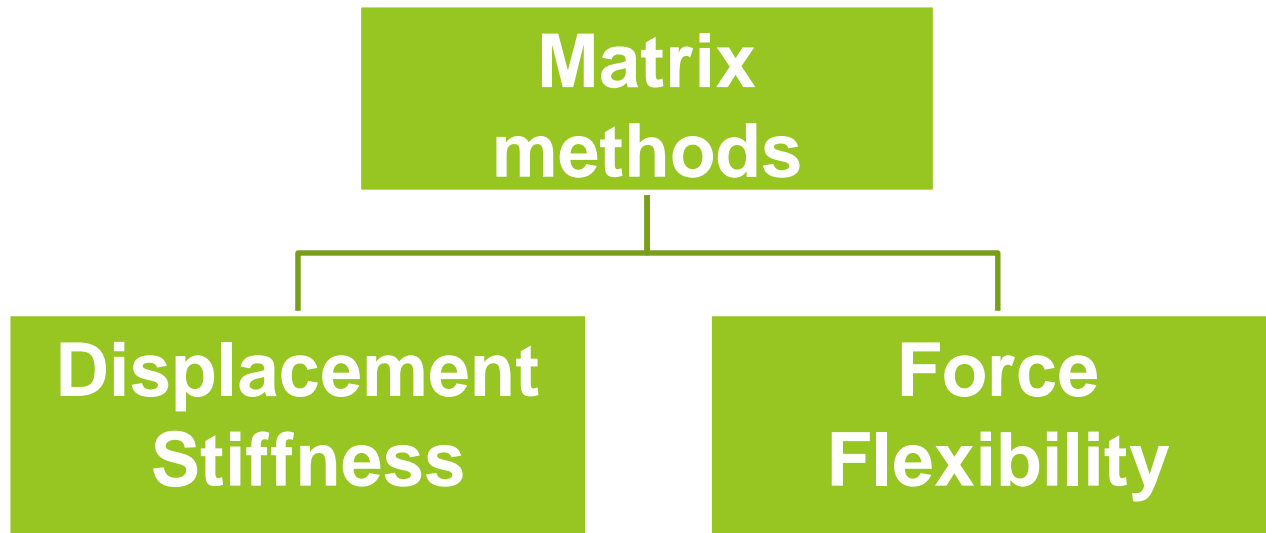 Matrix
methods
Displacement
Stiffness
Force
Flexibility